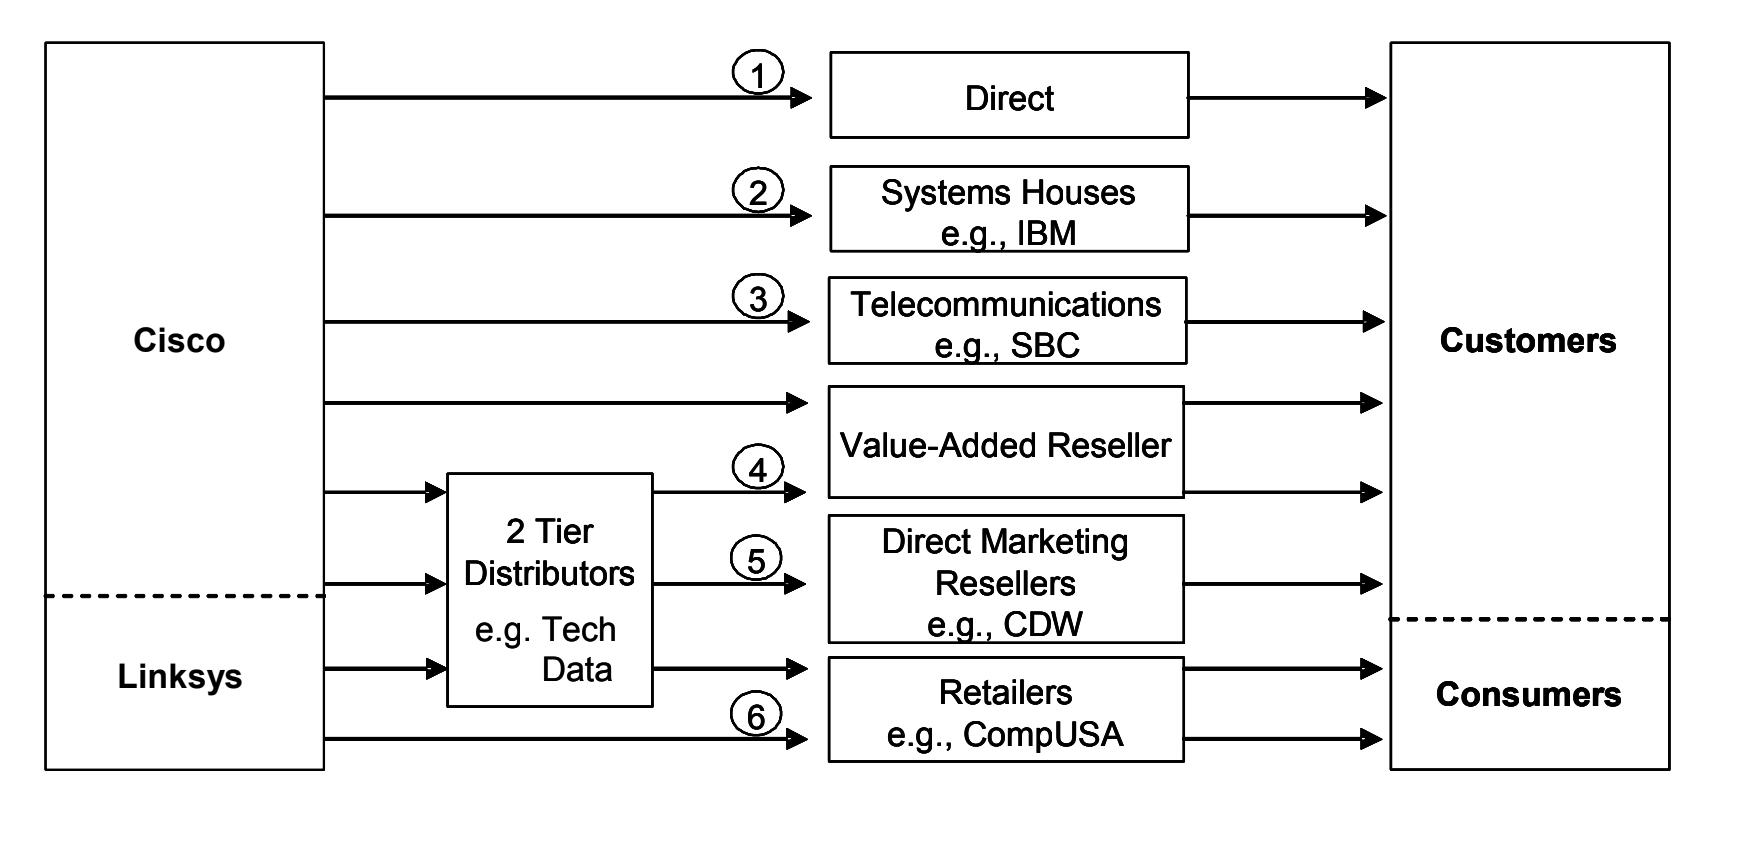 1
Direct
2
Systems Houses
e.g., IBM
3
Telecommunications
e.g., SBC
Cisco
Customers
Value-Added Reseller
4
2 Tier
Distributors
e.g. Tech
Data
5
Direct Marketing
Resellers
e.g., CDW
Linksys
6
Retailers
e.g., CompUSA
Consumers